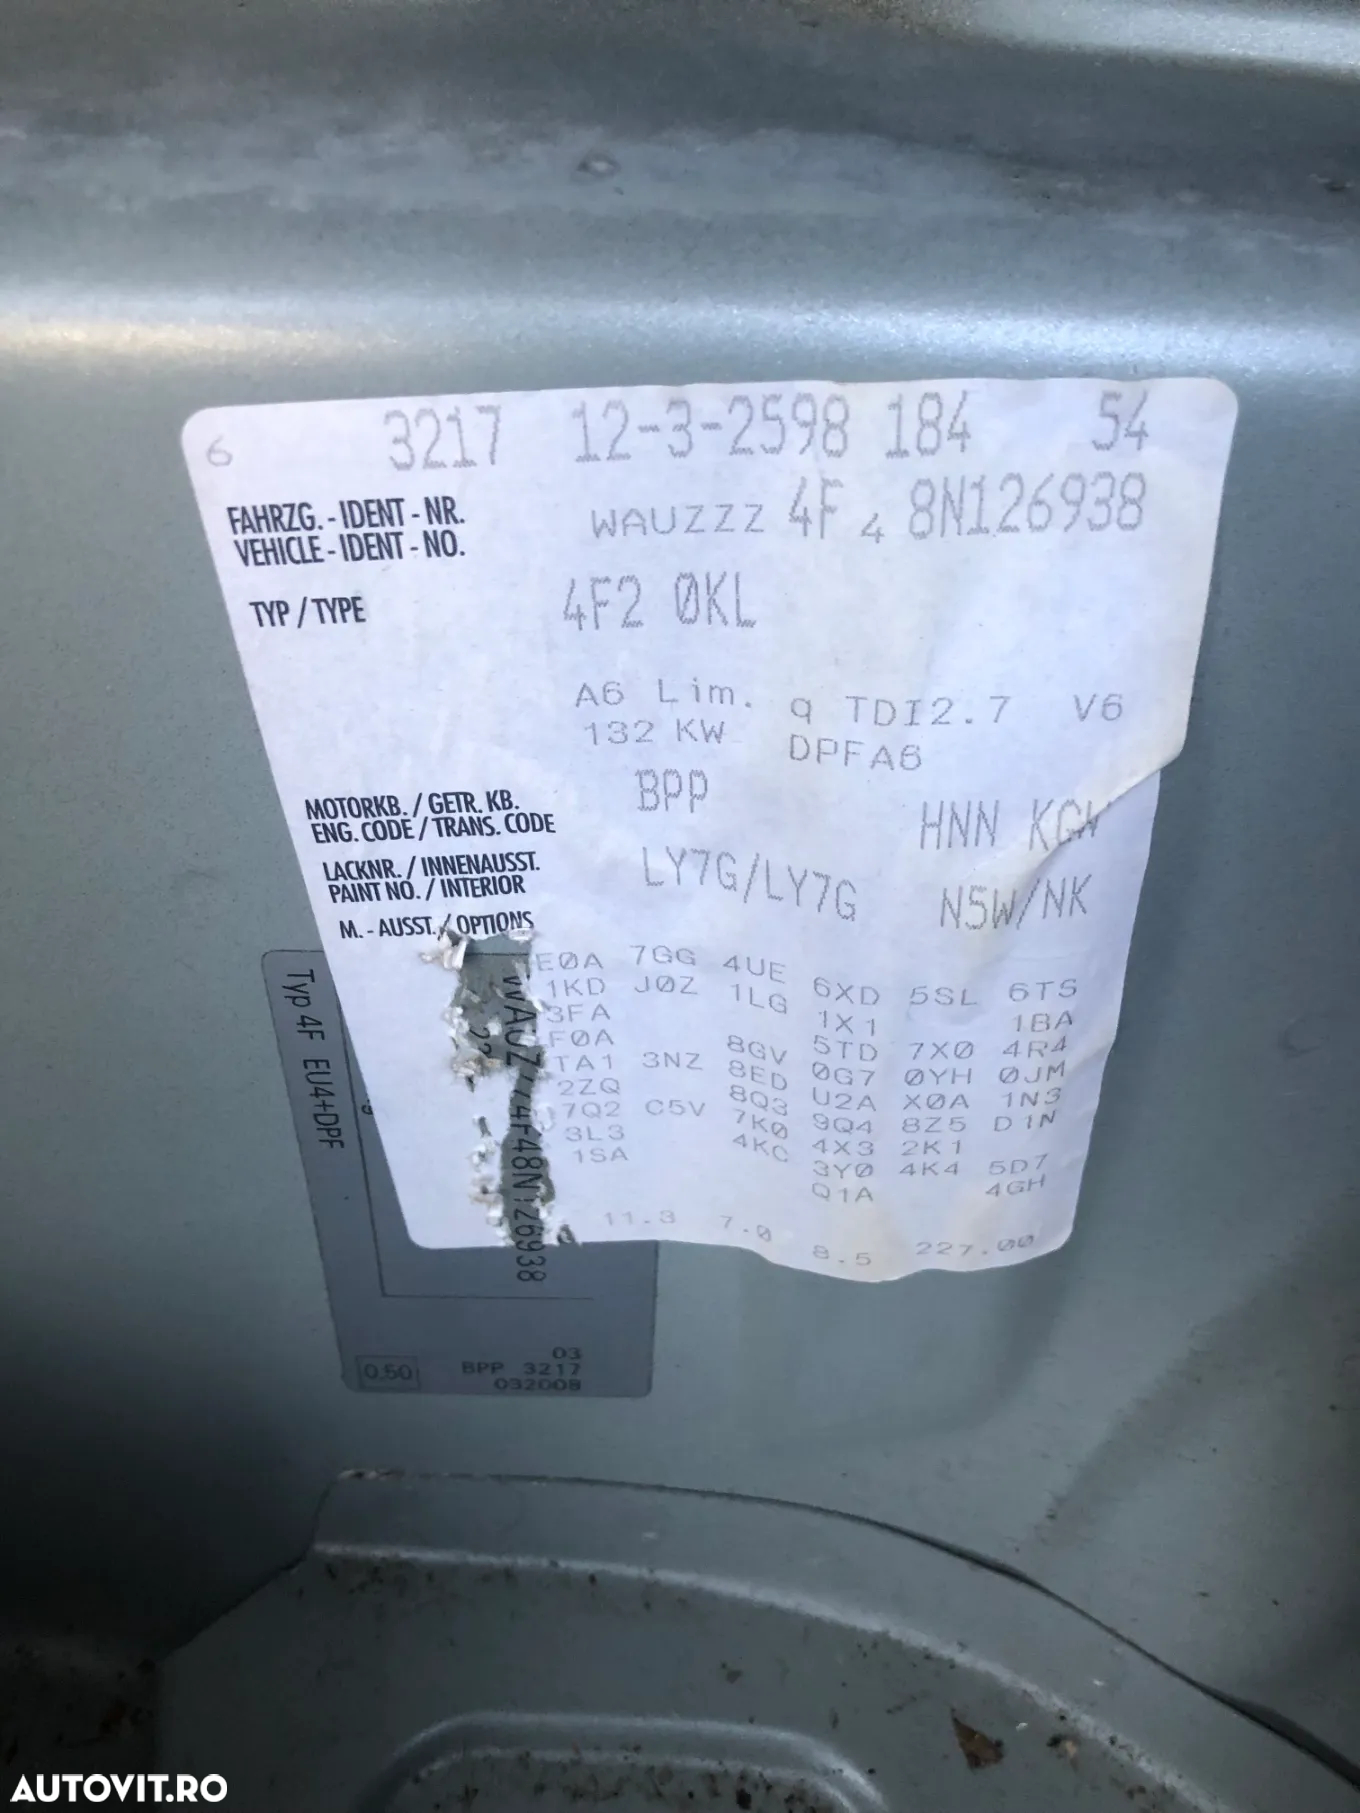 6 3217 12-3-2598 184 54
FAHRZG. - IDENT - NR.
VEHICLE - IDENT - NO.
WAUZZZ 4F 4 8N126938
TYP / TYPE
4F2 0KL
A6 Lim. q TDI2.7 V6
132 KW DPFA6
MOTORKB. / GETR. KB.
ENG. CODE / TRANS. CODE
BPP HNN KGW
LACKNR. / INNENAUSST.
PAINT NO. / INTERIOR
LY7G/LY7G N5W/NK
M. - AUSST. / OPTIONS
E0A 7GG 4UE 6XD 5SL 6TS
1KD J0Z 1LG 1X1 1BA
3FA
F0A 8GV 5TD 7X0 4R4
TA1 3NZ 8ED 0G7 0YH 0JM
2ZQ 8Q3 U2A X0A 1N3
7Q2 C5V 7K0 9Q4 8Z5 D1N
3L3 4KC 4X3 2K1
1SA 3Y0 4K4 5D7
Q1A 4GH
11.3 7.0 8.5 227.00
Typ 4F EU4+DPF
4F48N126938
03
0.50 BPP 3217
032008
AUTOVIT.RO